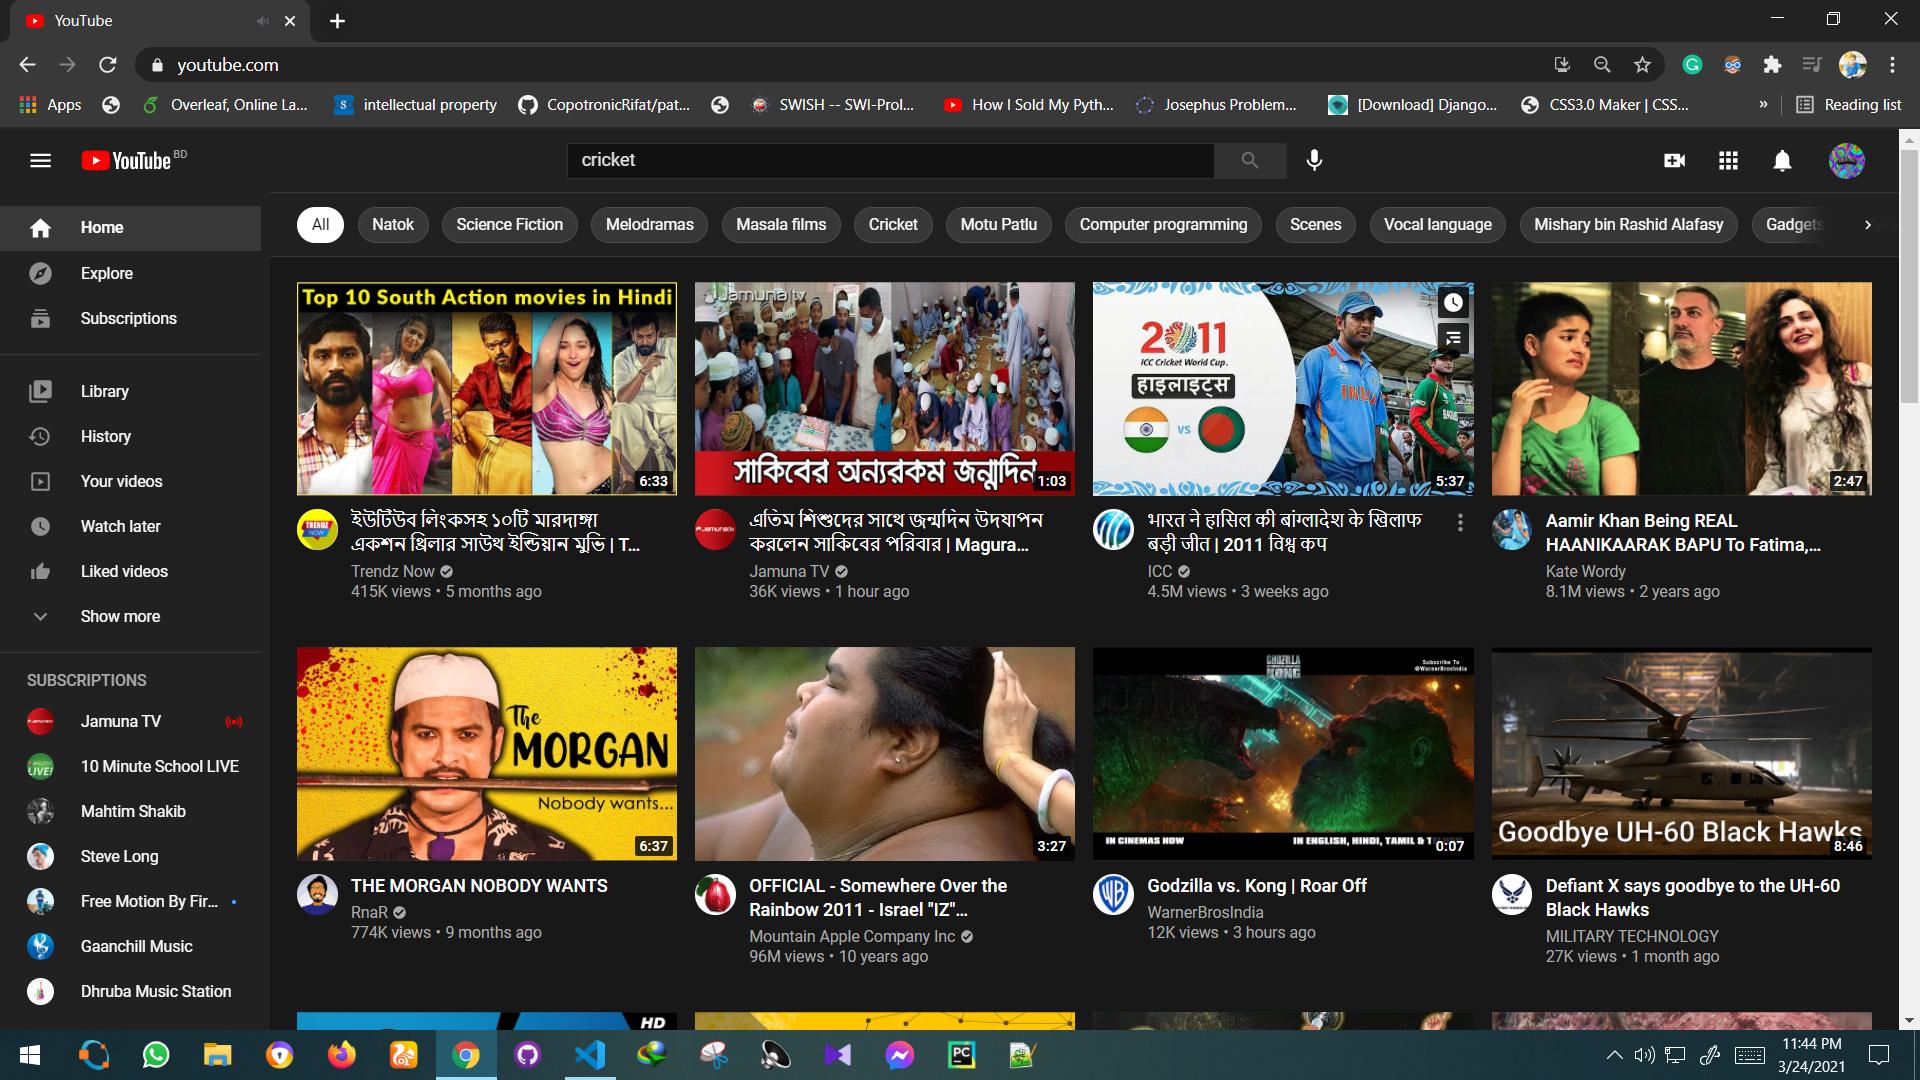 YouTube
youtube.com
Apps
Overleaf, Online La...
intellectual property
CopotronicRifat/pat...
SWISH -- SWI-Prol...
How I Sold My Pyth...
Josephus Problem...
[Download] Djang...
CSS3.0 Maker | CSS...
»
Reading list
YouTube BD
cricket
Home
Explore
Subscriptions
Library
History
Your videos
Watch later
Liked videos
Show more
SUBSCRIPTIONS
Jamuna TV
10 Minute School LIVE
Mahtim Shakib
Steve Long
Free Motion By Fir...
Gaanchill Music
Dhruba Music Station
All
Natok
Science Fiction
Melodramas
Masala films
Cricket
Motu Patlu
Computer programming
Scenes
Vocal language
Mishary bin Rashid Alafasy
Gadgets
Top 10 South Action movies in Hindi
6:33
TRENDZ NOW
ইউটিউব লিংকসহ ১০টি মারদাঙ্গা
একশন থ্রিলার সাউথ ইন্ডিয়ান মুভি | T...
Trendz Now
415K views • 5 months ago
Jamuna tv
সাকিবের অন্যরকম জন্মদিন
1:03
এতিম শিশুদের সাথে জন্মদিন উদযাপন
করলেন সাকিবের পরিবার | Magura...
Jamuna TV
36K views • 1 hour ago
2011
ICC Cricket World Cup.
हाइलाइट्स
VS
INDIA
5:37
भारत ने हासिल की बांग्लादेश के खिलाफ
बड़ी जीत | 2011 विश्व कप
ICC
4.5M views • 3 weeks ago
2:47
Aamir Khan Being REAL
HAANIKAARAK BAPU To Fatima,...
Kate Wordy
8.1M views • 2 years ago
The
MORGAN
Nobody wants...
6:37
THE MORGAN NOBODY WANTS
RnaR
774K views • 9 months ago
3:27
OFFICIAL - Somewhere Over the
Rainbow 2011 - Israel "IZ"...
Mountain Apple Company Inc
96M views • 10 years ago
GODZILLA
KONG
Subscribe To
@WarnerBrosIndia
IN CINEMAS NOW
IN ENGLISH, HINDI, TAMIL & T
0:07
Godzilla vs. Kong | Roar Off
WarnerBrosIndia
12K views • 3 hours ago
Goodbye UH-60 Black Hawks
8:46
Defiant X says goodbye to the UH-60
Black Hawks
MILITARY TECHNOLOGY
27K views • 1 month ago
HD
11:44 PM
3/24/2021